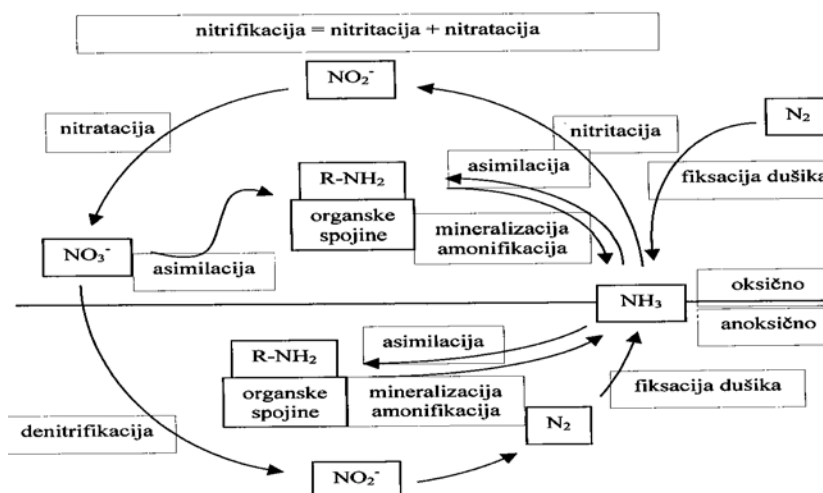 nitrifikacija = nitritacija + nitratacija
NO₂⁻
N₂
nitratacija
nitritacija
asimilacija
fiksacija dušika
R-NH₂
organske
spojine
mineralizacija
amonifikacija
NO₃⁻
asimilacija
oksično
NH₃
anoksično
asimilacija
R-NH₂
organske
spojine
mineralizacija
amonifikacija
fiksacija dušika
N₂
denitrifikacija
NO₂⁻